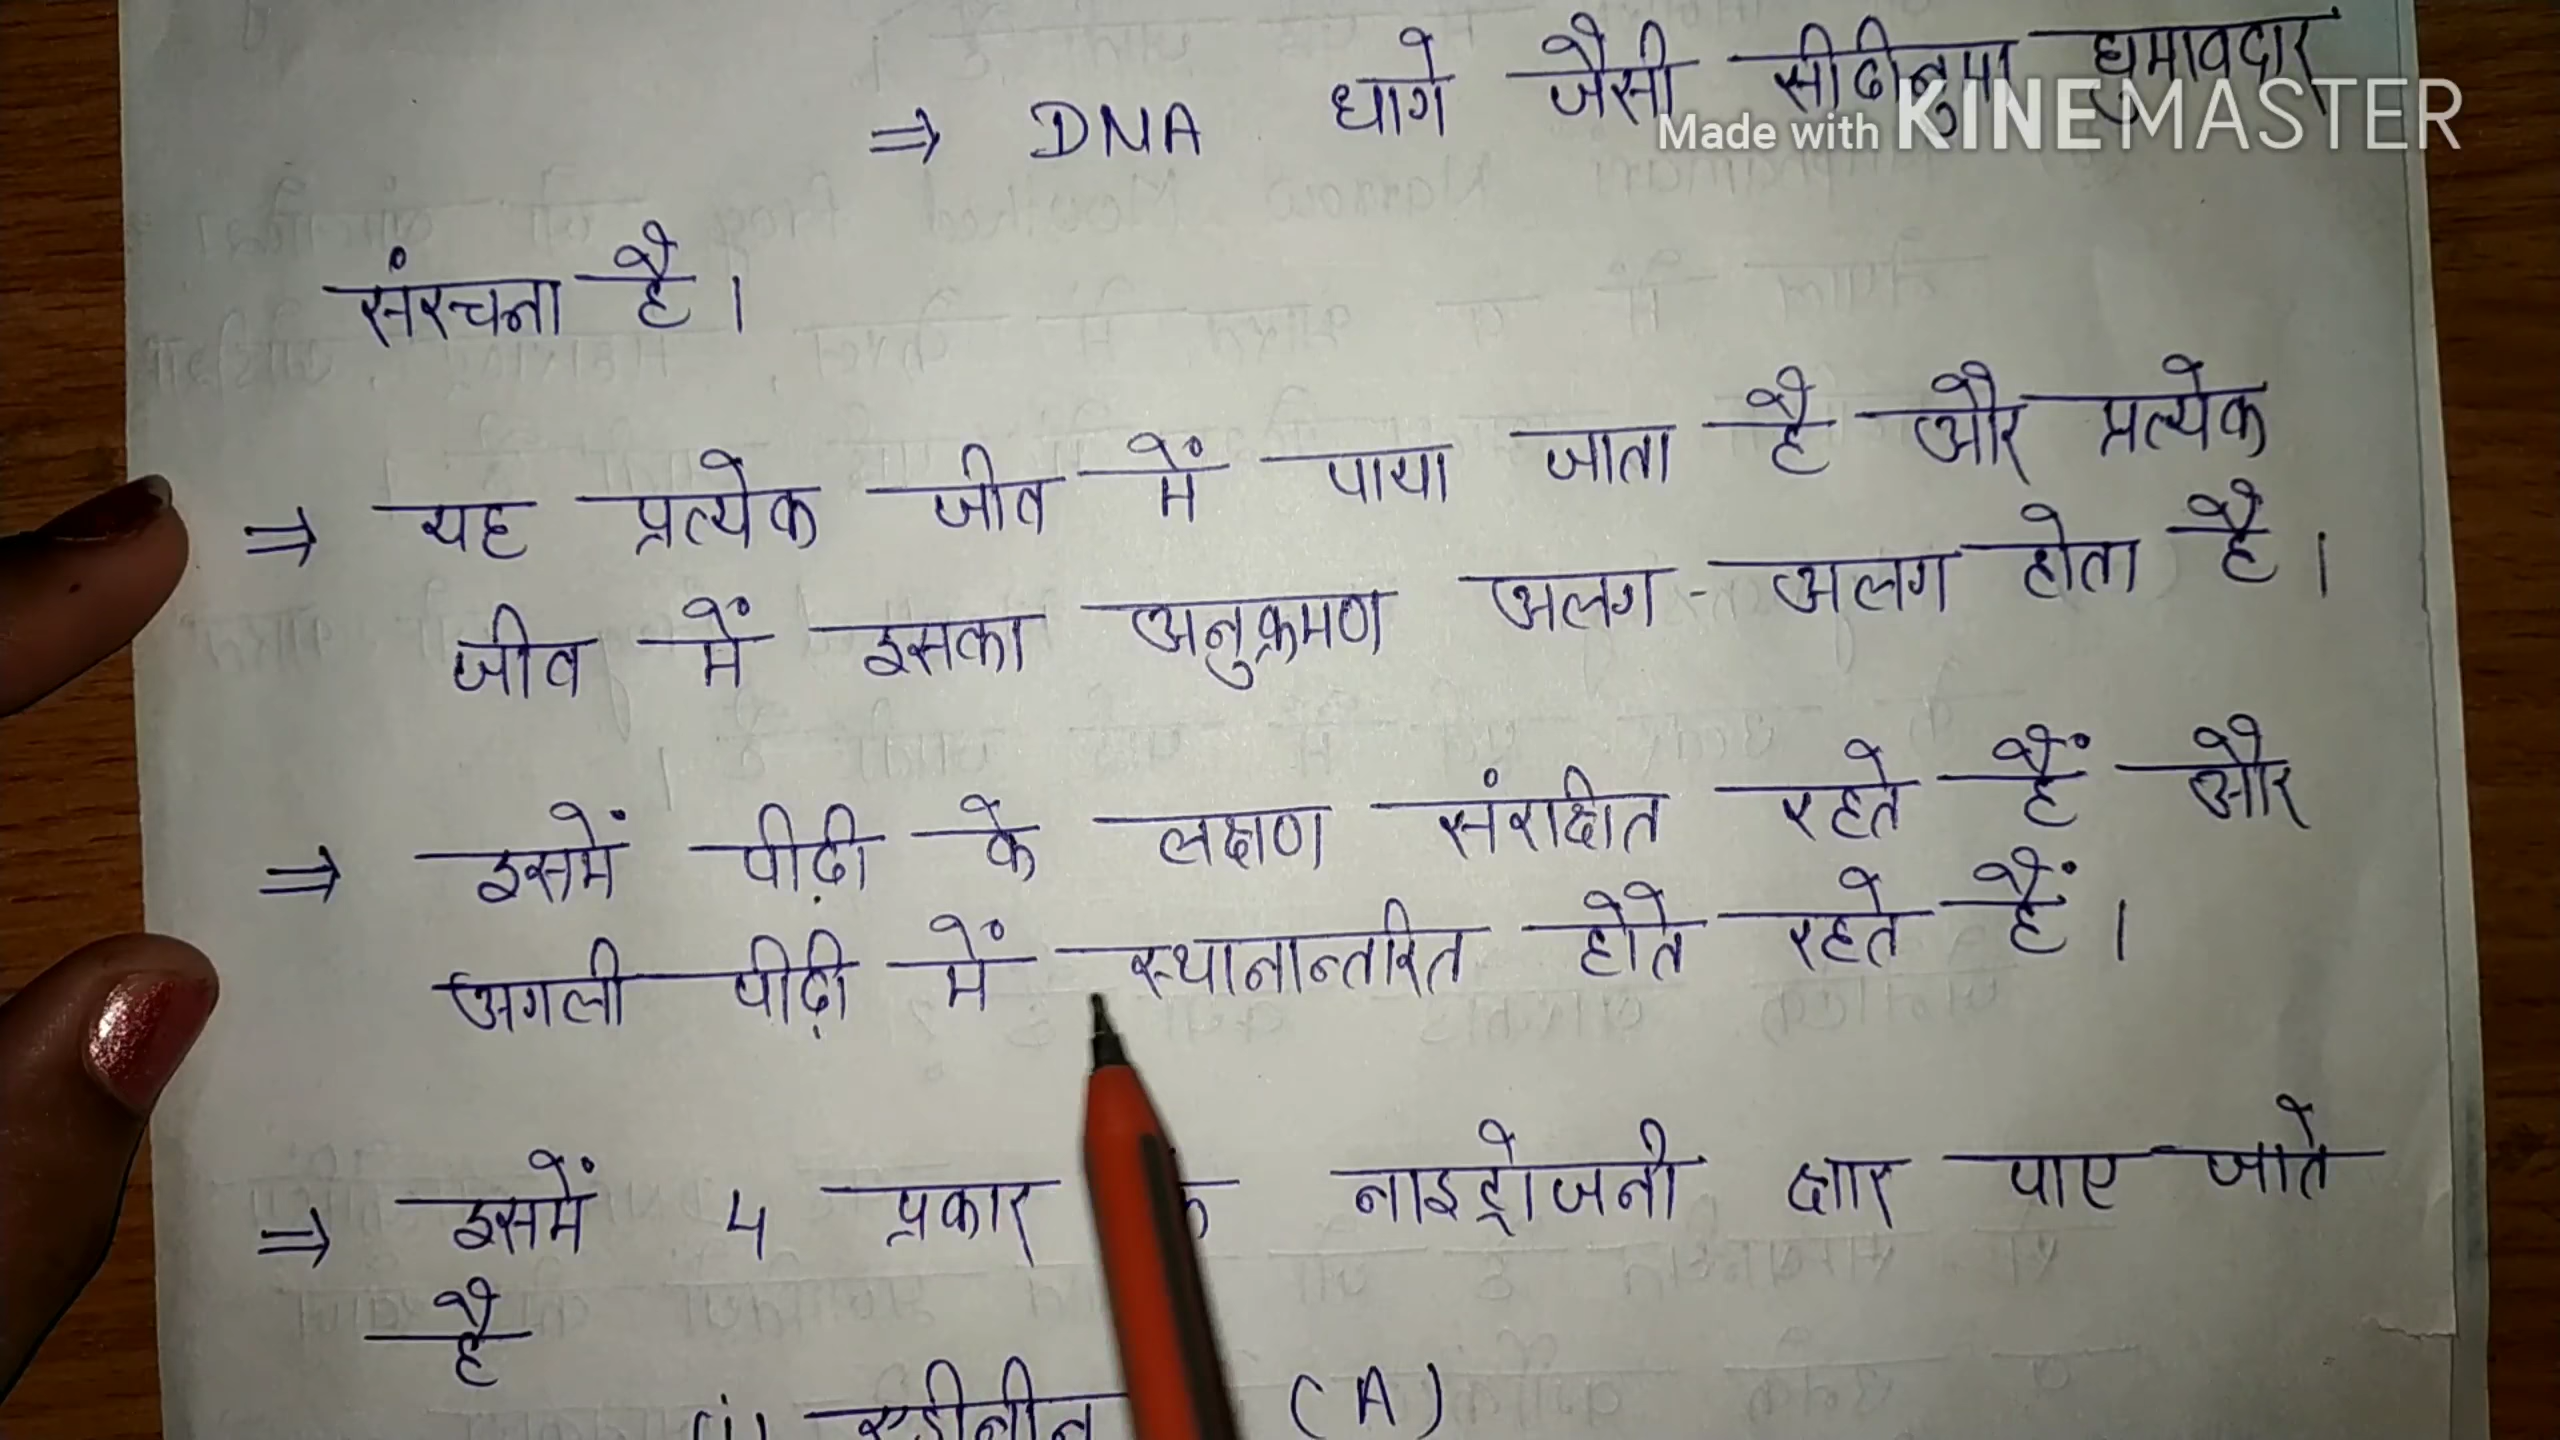 ⇒ DNA धागे जैसी सीढीनुमा घुमावदार
Made with KINEMASTER
संरचना है।
⇒ यह प्रत्येक जीव में पाया जाता है और प्रत्येक
जीव में इसका अनुक्रमण अलग-अलग होता है।
⇒ इसमें पीढ़ी के लक्षण संरक्षित रहते हैं और
अगली पीढ़ी में स्थानान्तरित होते रहते हैं।
⇒ इसमें 4 प्रकार के नाइट्रोजनी क्षार पाए जाते
है
(i) एडीनीन (A)